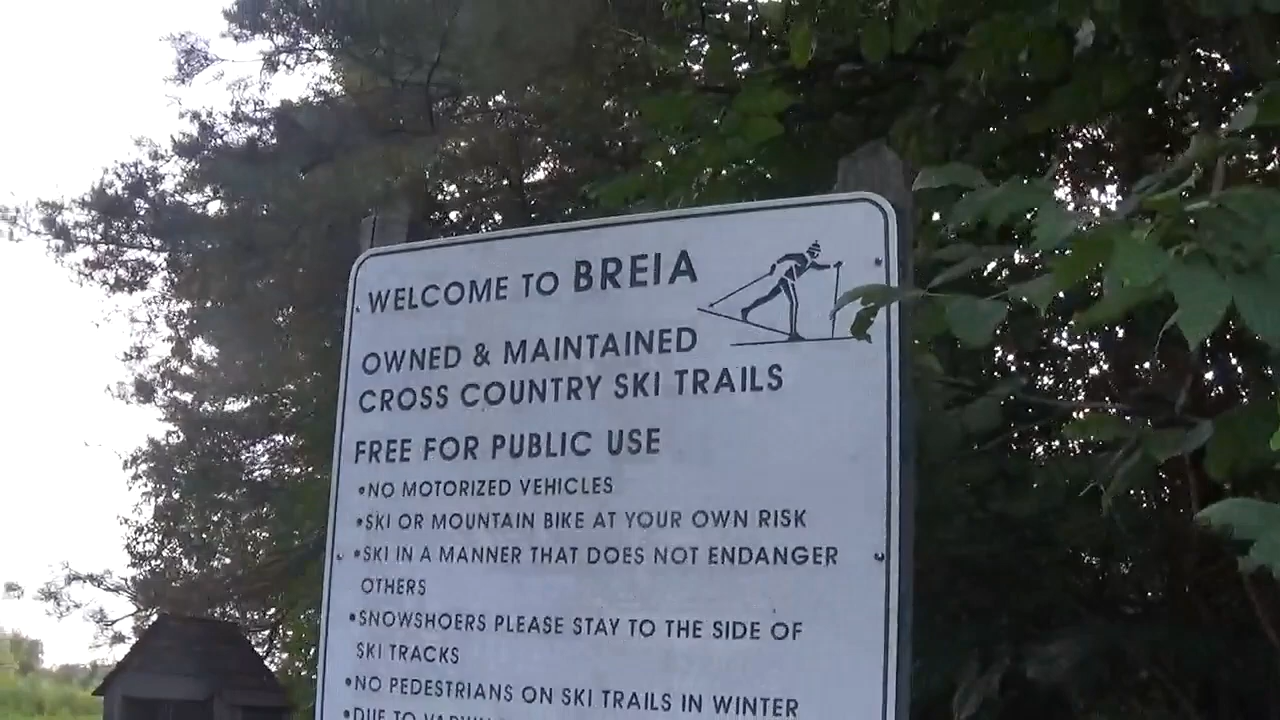 WELCOME TO BREIA
OWNED & MAINTAINED
CROSS COUNTRY SKI TRAILS
FREE FOR PUBLIC USE
•NO MOTORIZED VEHICLES
•SKI OR MOUNTAIN BIKE AT YOUR OWN RISK
•SKI IN A MANNER THAT DOES NOT ENDANGER
OTHERS
•SNOWSHOERS PLEASE STAY TO THE SIDE OF
SKI TRACKS
•NO PEDESTRIANS ON SKI TRAILS IN WINTER
•DUE TO